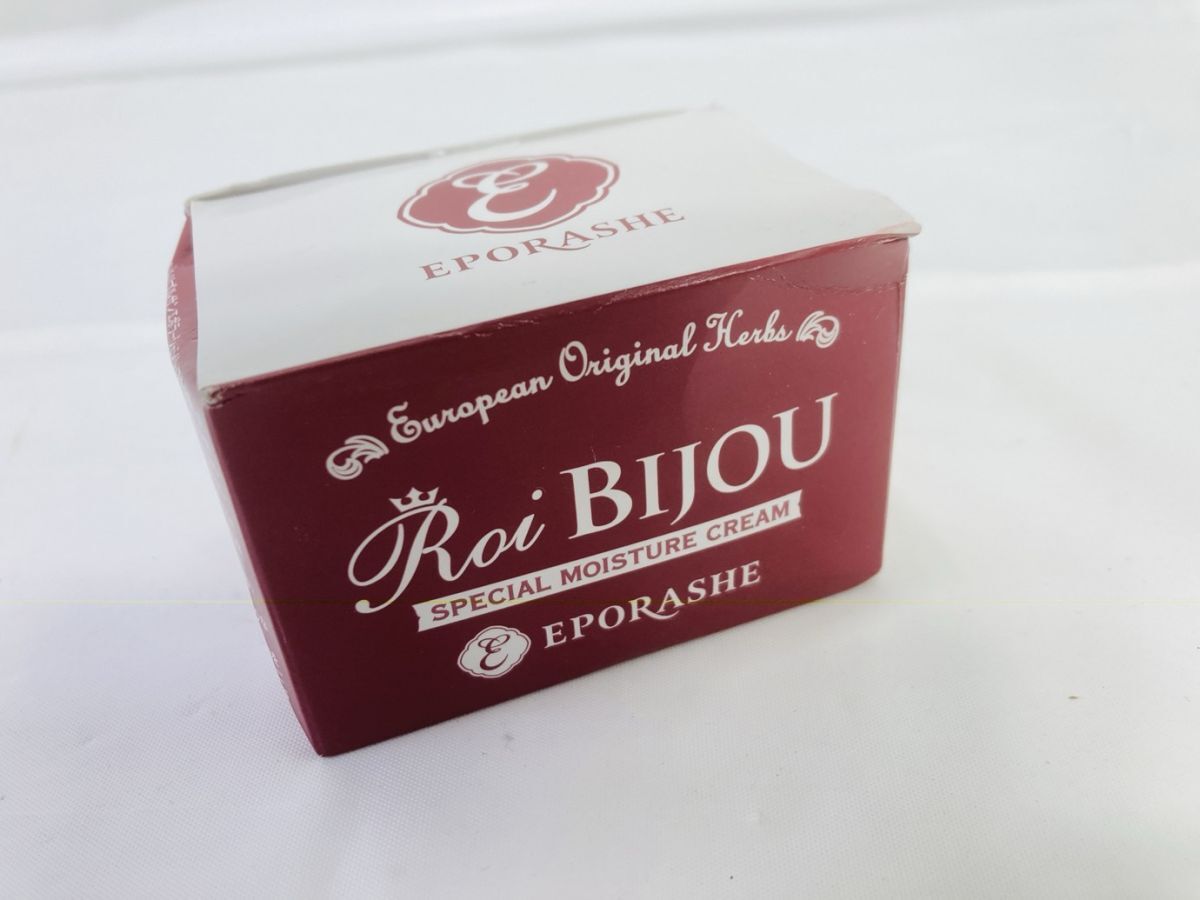 E
EPORASHE
European Original Herbs
Roi BIJOU
SPECIAL MOISTURE CREAM
E EPORASHE